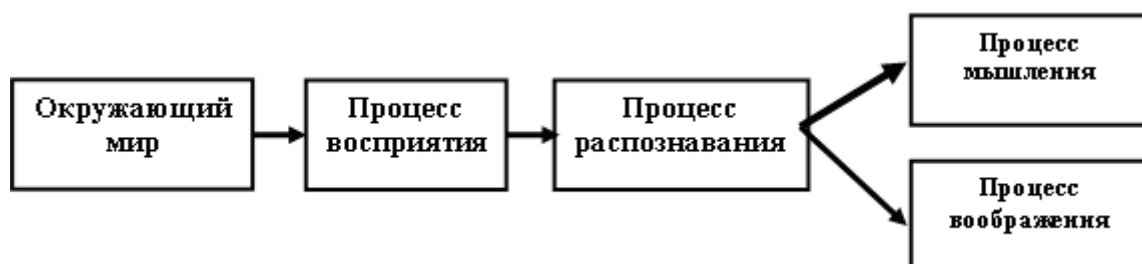 Окружающий
мир
Процесс
восприятия
Процесс
распознавания
Процесс
мышления
Процесс
воображения